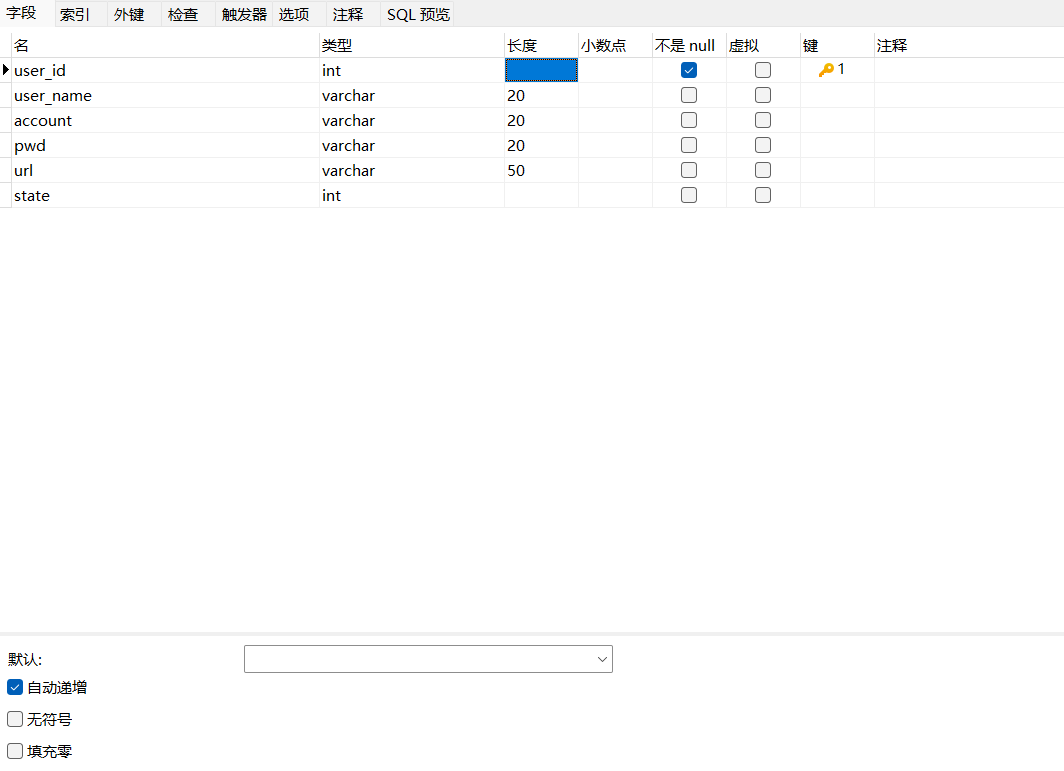 字段 索引 外键 检查 触发器 选项 注释 SQL 预览
名 类型 长度 小数点 不是 null 虚拟 键 注释
user_id int 1
user_name varchar 20
account varchar 20
pwd varchar 20
url varchar 50
state int
默认:
自动递增
无符号
填充零